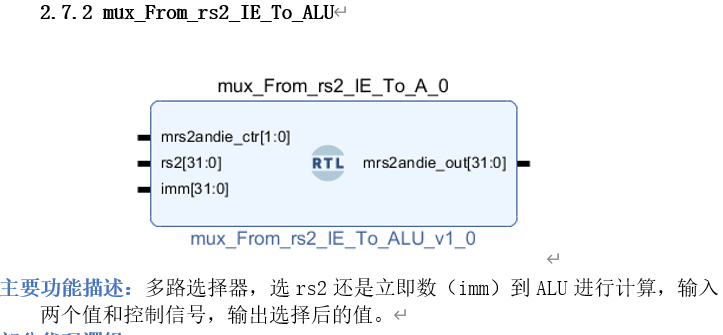 2.7.2 mux_From_rs2_IE_To_ALU
mux_From_rs2_IE_To_A_0
mrs2andie_ctr[1:0]
rs2[31:0]
RTL
mrs2andie_out[31:0]
imm[31:0]
mux_From_rs2_IE_To_ALU_v1_0
主要功能描述：多路选择器，选 rs2 还是立即数（imm）到 ALU 进行计算，输入
两个值和控制信号，输出选择后的值。